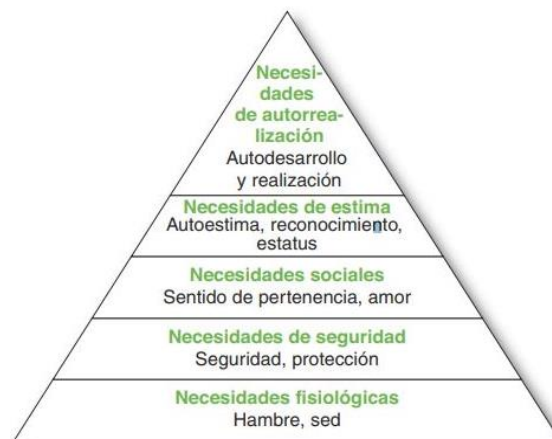 Necesi-
dades
de autorrea-
lización
Autodesarrollo
y realización
Necesidades de estima
Autoestima, reconocimiento,
estatus
Necesidades sociales
Sentido de pertenencia, amor
Necesidades de seguridad
Seguridad, protección
Necesidades fisiológicas
Hambre, sed